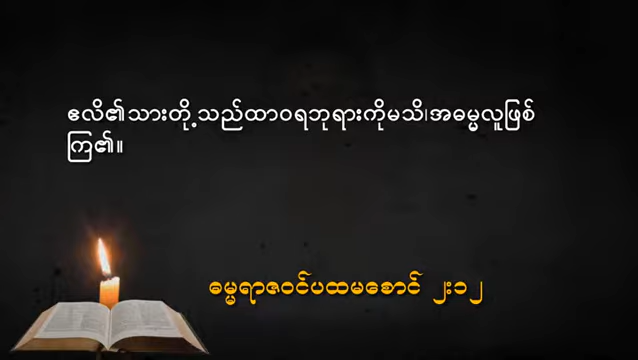 ဧလိ၏သားတို့သည်ထာဝရဘုရားကိုမသိ၊အဓမ္မလူဖြစ်
ကြ၏။
ဓမ္မရာဇဝင်ပထမစောင် ၂း၁၂